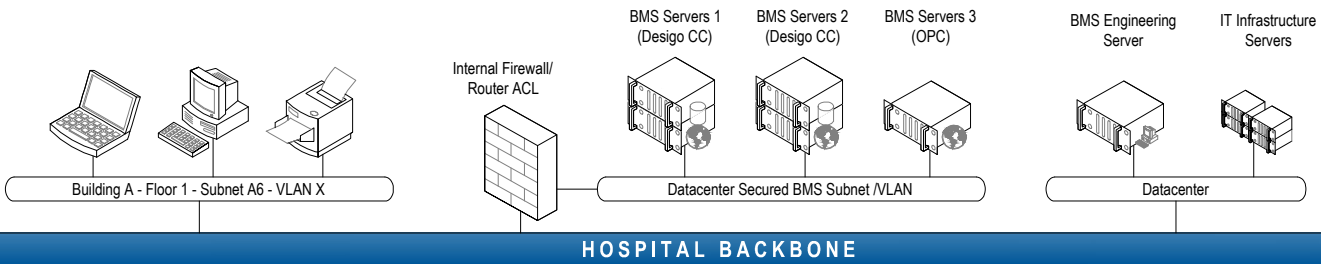 BMS Servers 1
(Desigo CC)
BMS Servers 2
(Desigo CC)
BMS Servers 3
(OPC)
BMS Engineering
Server
IT Infrastructure
Servers
Internal Firewall/
Router ACL
Building A - Floor 1 - Subnet A6 - VLAN X
Datacenter Secured BMS Subnet /VLAN
Datacenter
HOSPITAL BACKBONE